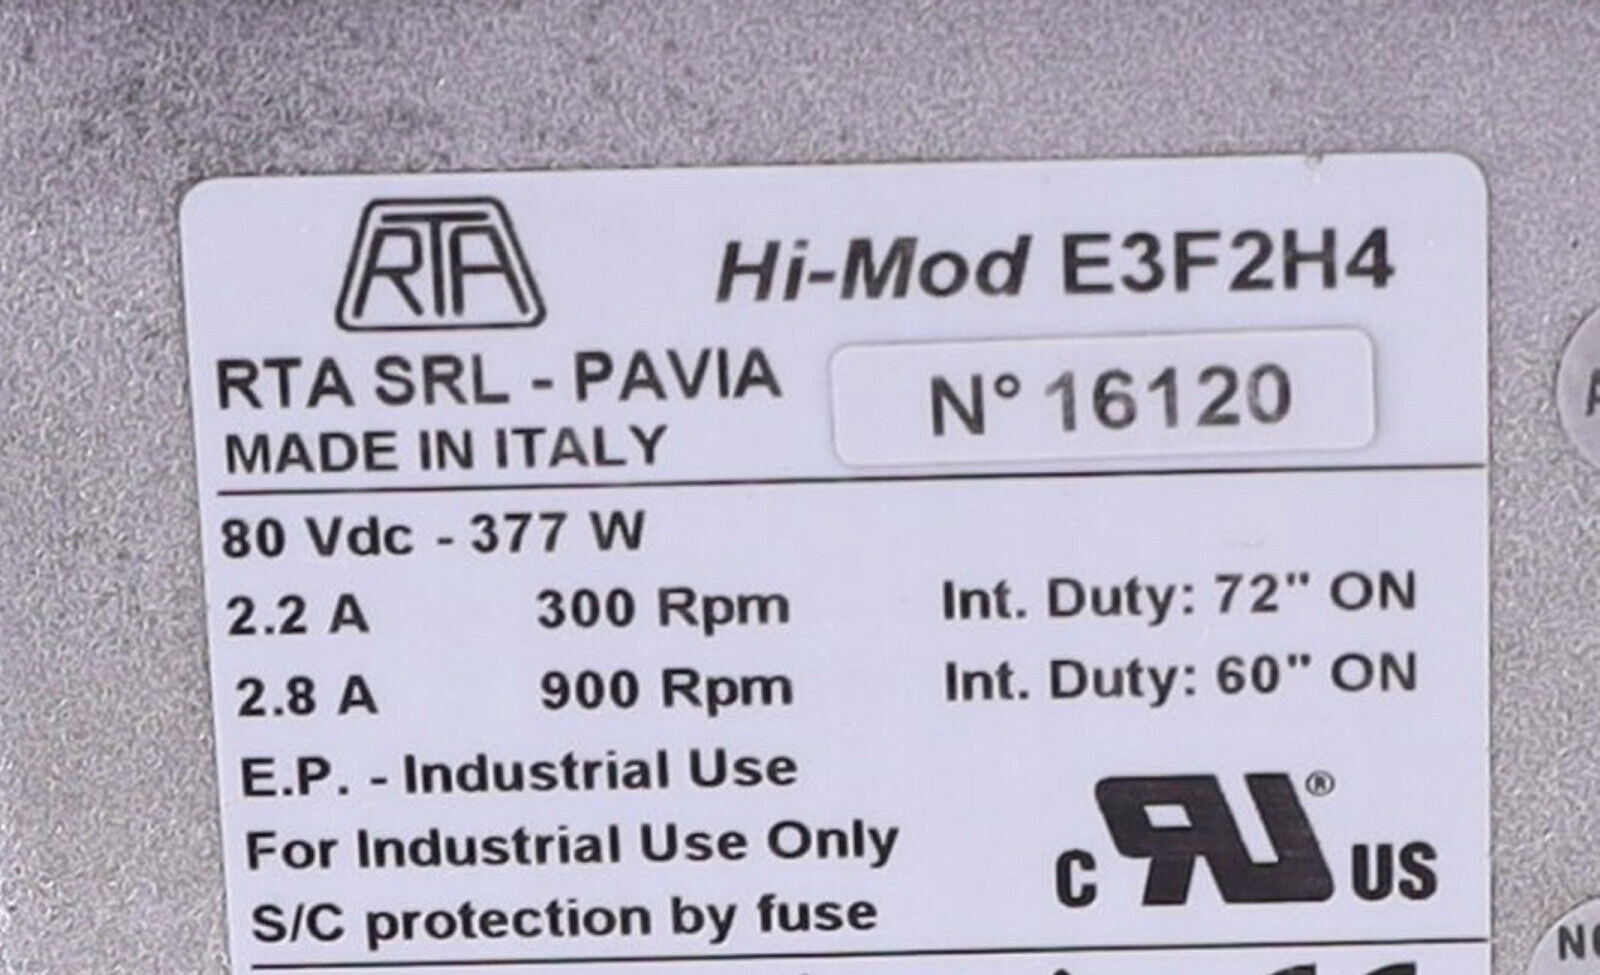 RTA
Hi-Mod E3F2H4
RTA SRL - PAVIA
N° 16120
MADE IN ITALY
80 Vdc - 377 W
2.2 A 300 Rpm Int. Duty: 72" ON
2.8 A 900 Rpm Int. Duty: 60" ON
E.P. - Industrial Use
For Industrial Use Only
C RU® US
S/C protection by fuse